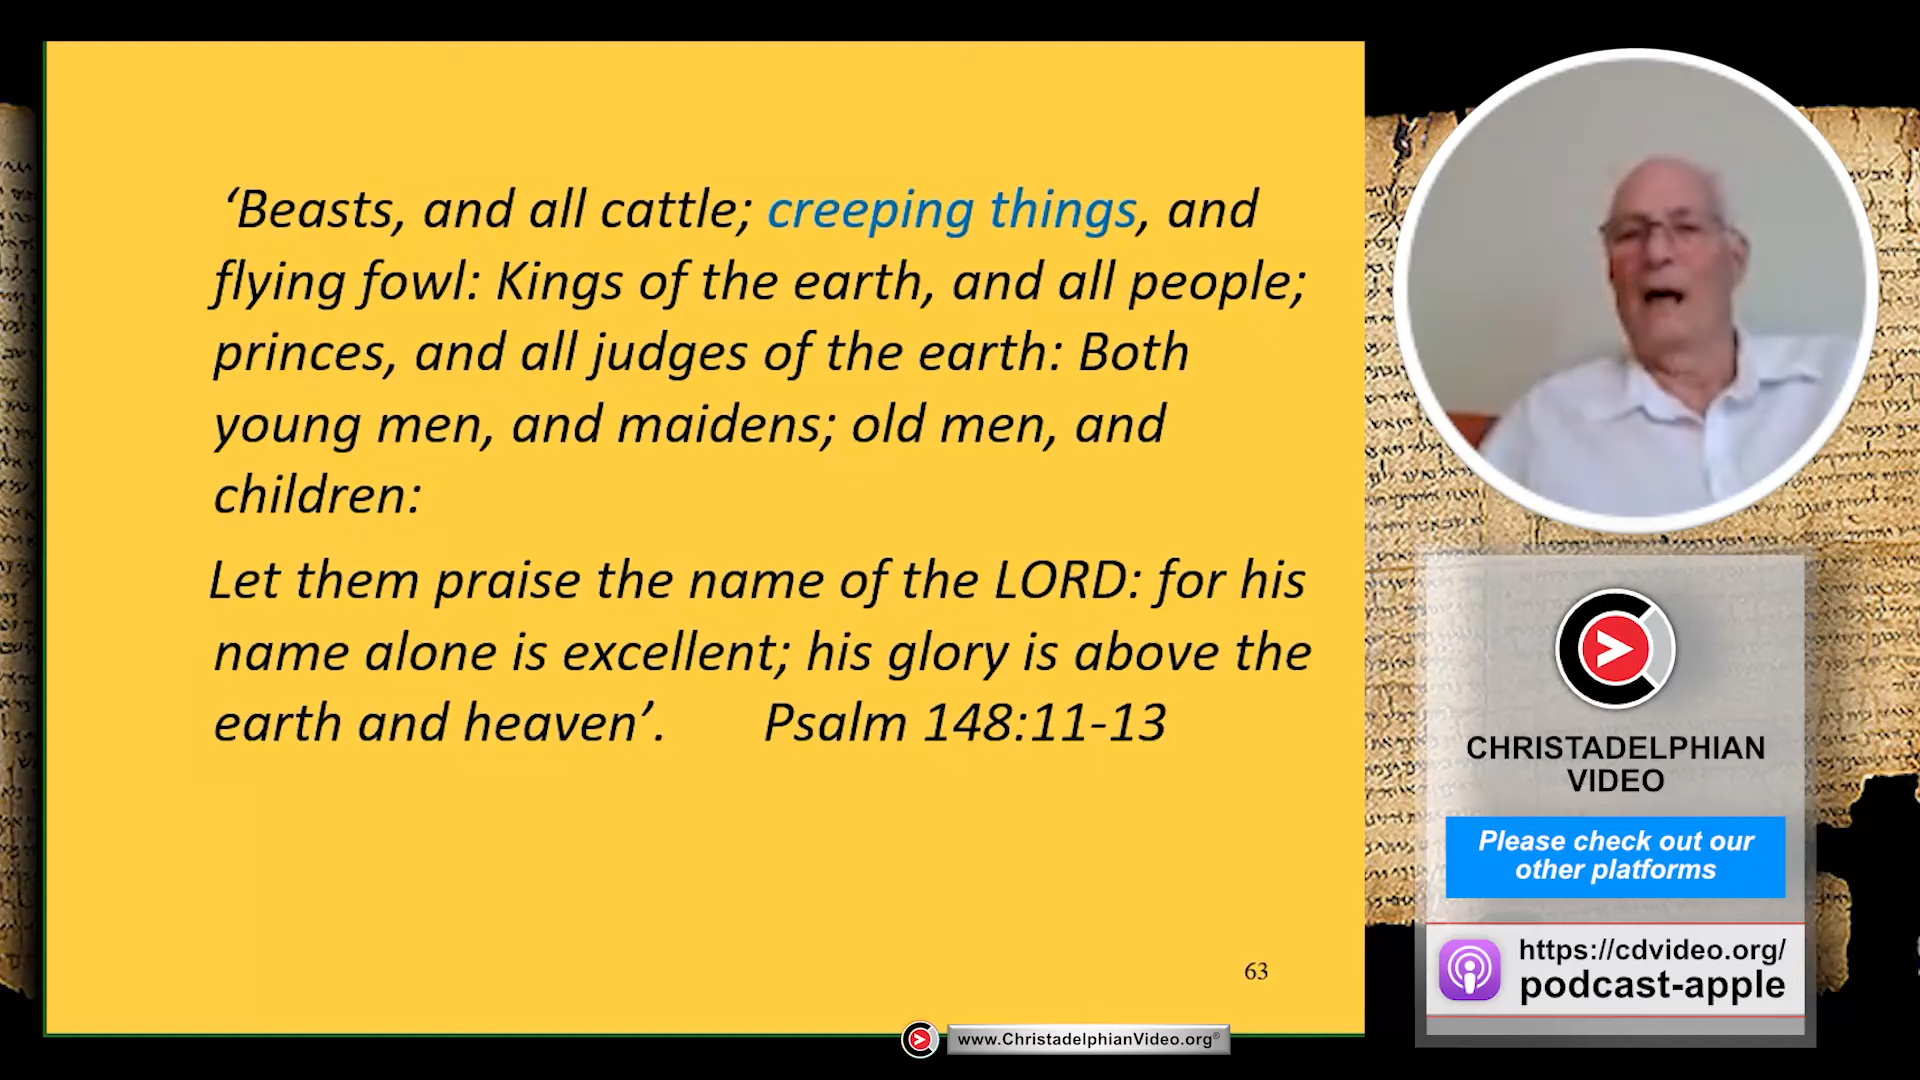 ‘Beasts, and all cattle; creeping things, and
flying fowl: Kings of the earth, and all people;
princes, and all judges of the earth: Both
young men, and maidens; old men, and
children:
Let them praise the name of the LORD: for his
name alone is excellent; his glory is above the
earth and heaven’. Psalm 148:11-13
63
www.ChristadelphianVideo.org®
CHRISTADELPHIAN
VIDEO
Please check out our
other platforms
https://cdvideo.org/
podcast-apple